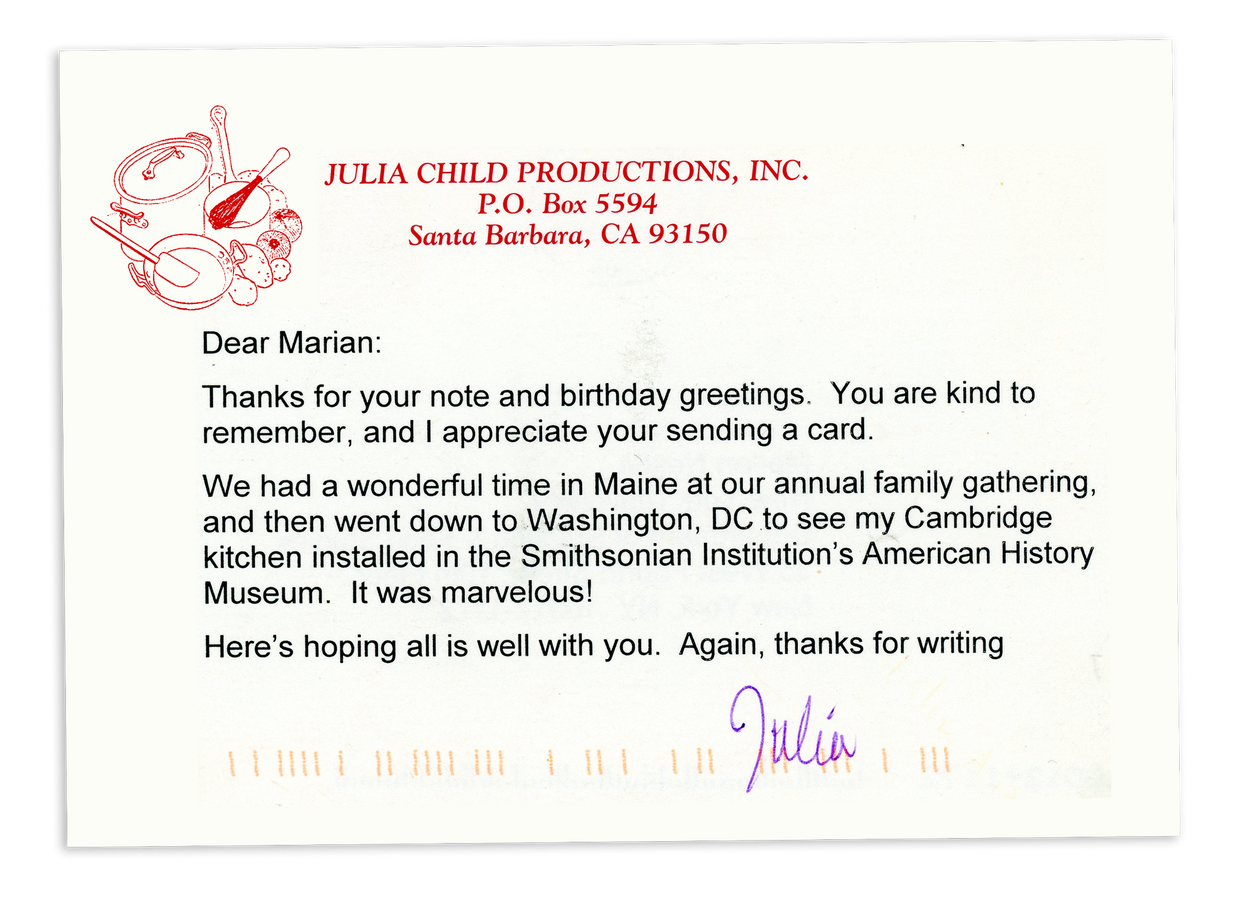 JULIA CHILD PRODUCTIONS, INC.
P.O. Box 5594
Santa Barbara, CA 93150
Dear Marian:
Thanks for your note and birthday greetings.  You are kind to
remember, and I appreciate your sending a card.
We had a wonderful time in Maine at our annual family gathering,
and then went down to Washington, DC to see my Cambridge
kitchen installed in the Smithsonian Institution’s American History
Museum.  It was marvelous!
Here’s hoping all is well with you.  Again, thanks for writing
Julia